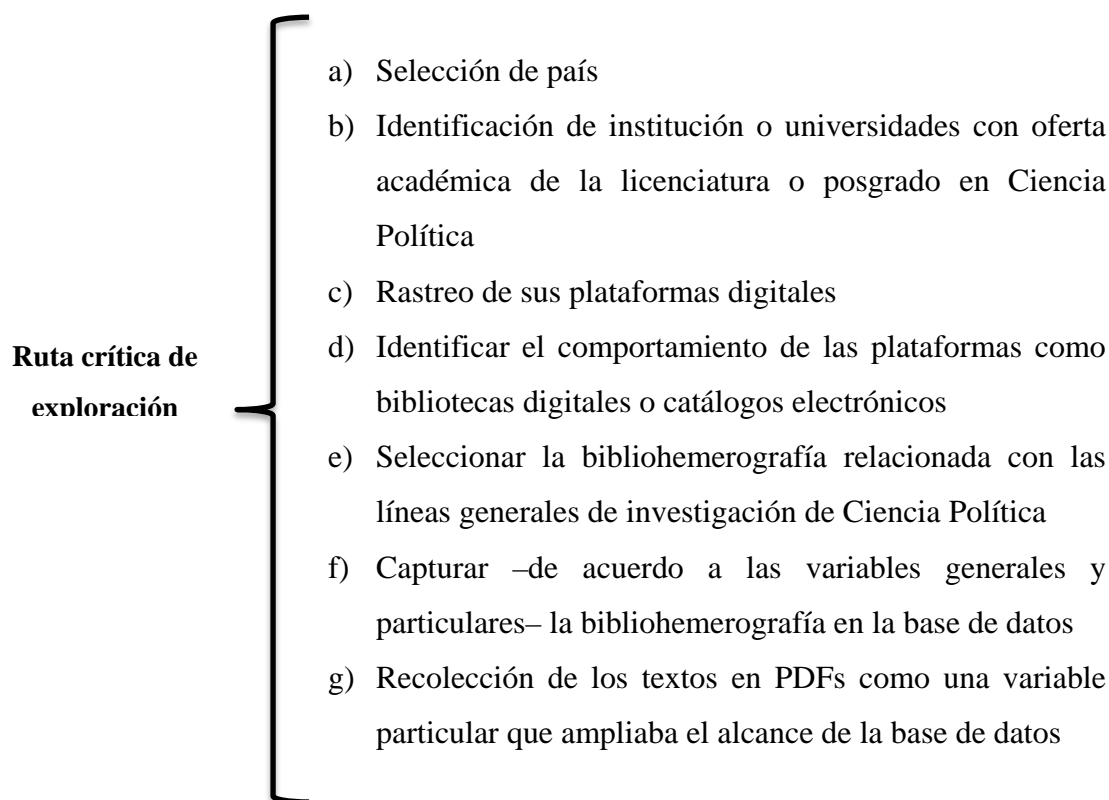 Ruta crítica de
exploración
a) Selección de país
b) Identificación de institución o universidades con oferta
académica de la licenciatura o posgrado en Ciencia
Política
c) Rastreo de sus plataformas digitales
d) Identificar el comportamiento de las plataformas como
bibliotecas digitales o catálogos electrónicos
e) Seleccionar la bibliohemerografía relacionada con las
líneas generales de investigación de Ciencia Política
f) Capturar –de acuerdo a las variables generales y
particulares– la bibliohemerografía en la base de datos
g) Recolección de los textos en PDFs como una variable
particular que ampliaba el alcance de la base de datos